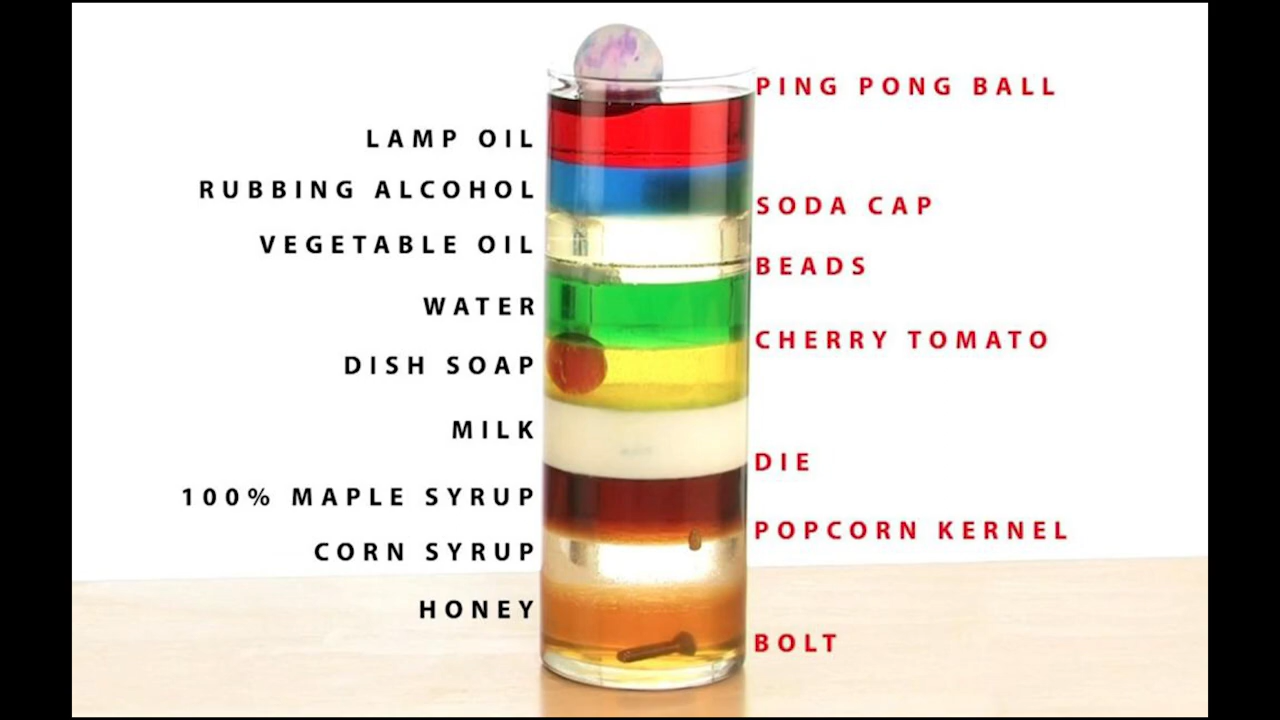 PING PONG BALL
LAMP OIL
RUBBING ALCOHOL
SODA CAP
VEGETABLE OIL
BEADS
WATER
CHERRY TOMATO
DISH SOAP
MILK
DIE
100% MAPLE SYRUP
POPCORN KERNEL
CORN SYRUP
HONEY
BOLT